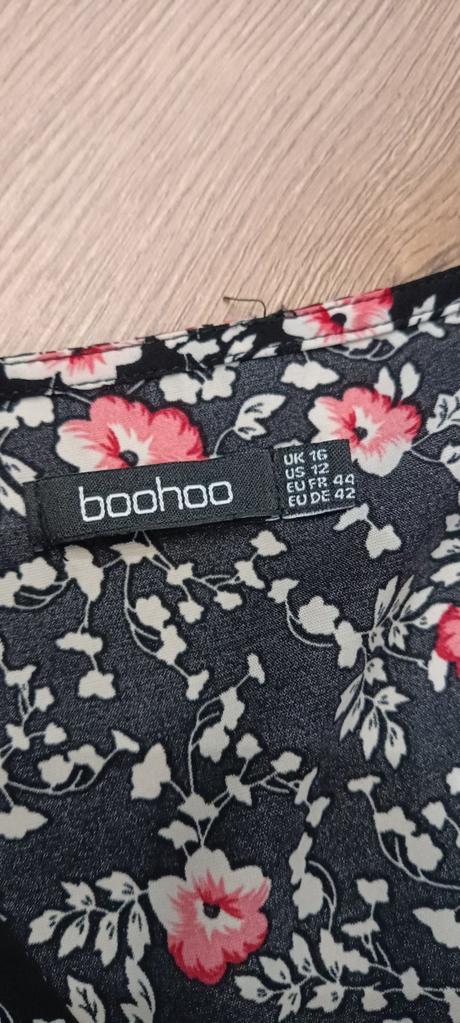 boohoo
UK 16
US 12
EU FR 44
EU DE 42